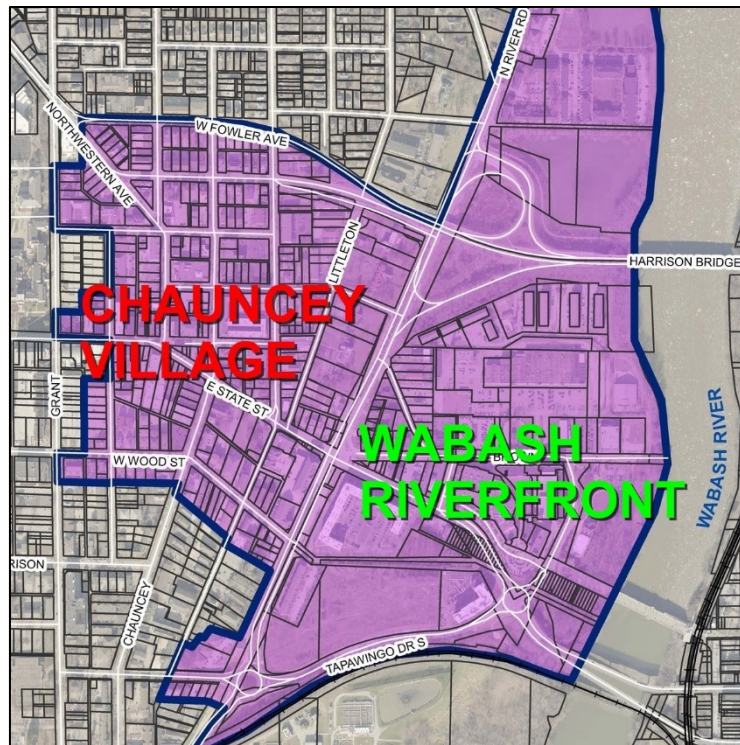 N RIVER RD
NORTHWESTERN AVE
W FOWLER AVE
LITTLETON
HARRISON BRIDGE
CHAUNCEY
VILLAGE
GRANT
E STATE ST
WABASH
RIVERFRONT
W WOOD ST
WABASH RIVER
RISON
CHAUNCEY
TAPAWINGO DR S